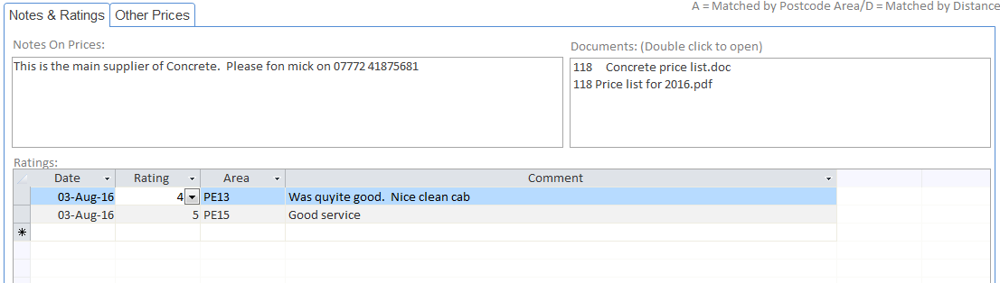 A = Matched by Postcode Area/D = Matched by Distance
Notes & Ratings Other Prices
Notes On Prices:
This is the main supplier of Concrete.  Please fon mick on 07772 41875681
Documents: (Double click to open)
118    Concrete price list.doc
118 Price list for 2016.pdf
Ratings:
Date Rating Area Comment
03-Aug-16 4 PE13 Was quyite good.  Nice clean cab
03-Aug-16 5 PE15 Good service